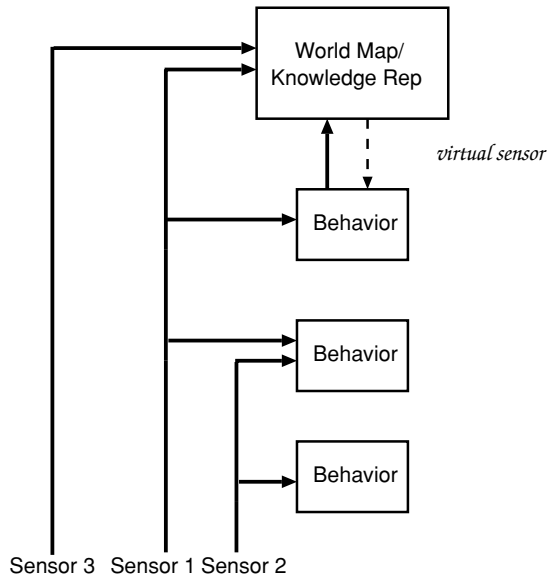 World Map/
Knowledge Rep
virtual sensor
Behavior
Behavior
Behavior
Sensor 3 Sensor 1 Sensor 2